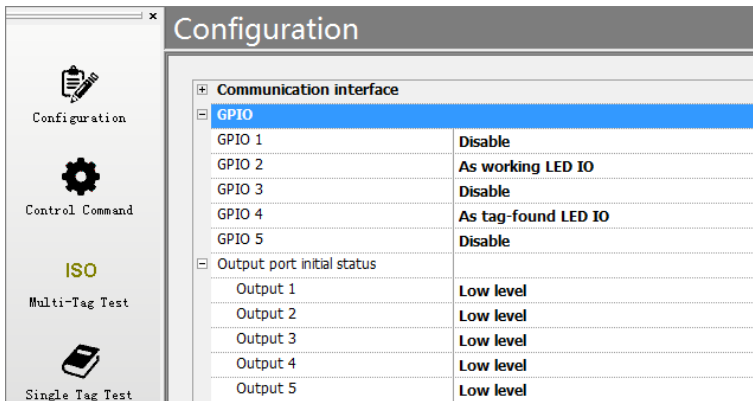 Configuration
Configuration
Control Command
ISO
Multi-Tag Test
Single Tag Test
Communication interface
GPIO
GPIO 1 Disable
GPIO 2 As working LED IO
GPIO 3 Disable
GPIO 4 As tag-found LED IO
GPIO 5 Disable
Output port initial status
Output 1 Low level
Output 2 Low level
Output 3 Low level
Output 4 Low level
Output 5 Low level